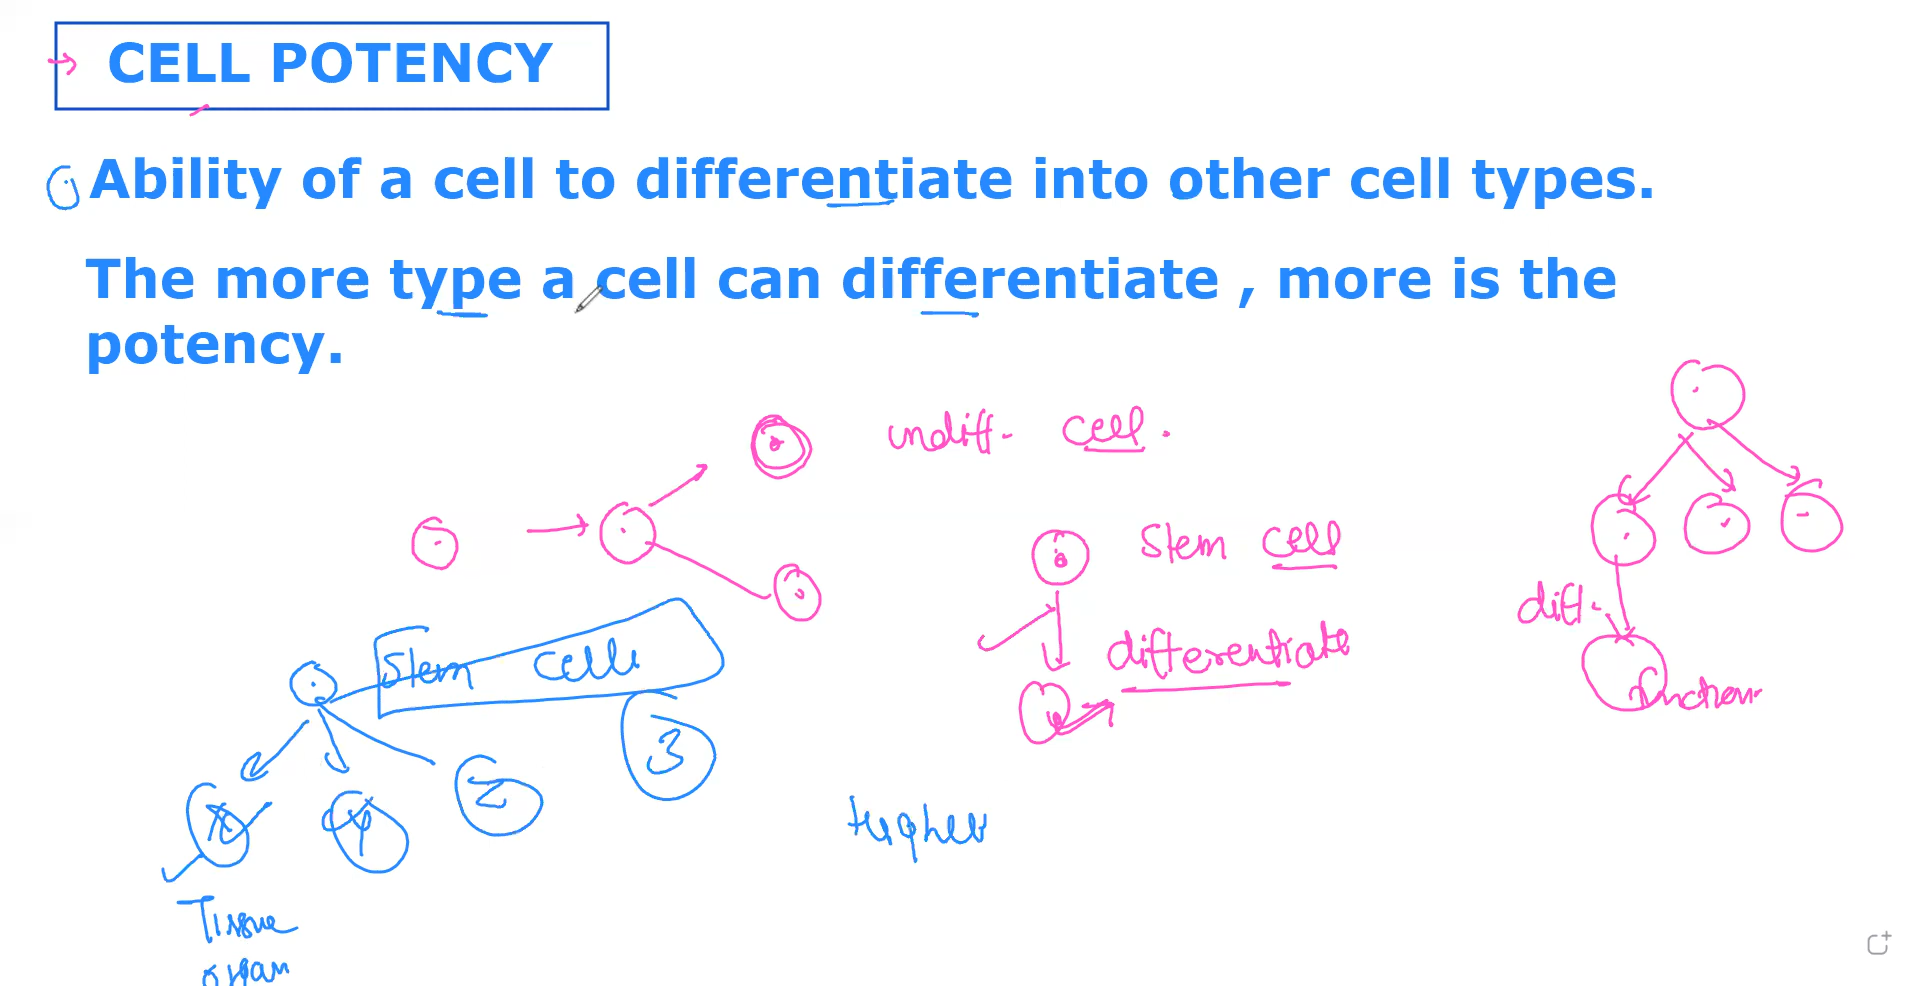 CELL POTENCY
Ability of a cell to differentiate into other cell types.
The more type a cell can differentiate , more is the
potency.
undiff. cell.
Stem cell
differentiate
diff.
function
Stem cells
3
X
Y
Z
Higher
Tissue
organ